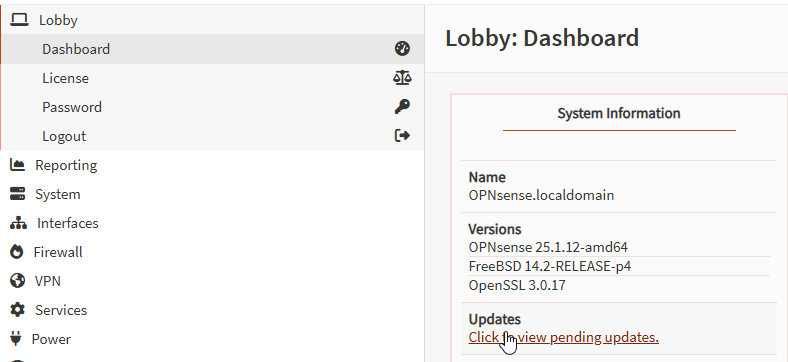 Lobby
Dashboard
License
Password
Logout
Reporting
System
Interfaces
Firewall
VPN
Services
Power
Lobby: Dashboard
System Information
Name
OPNsense.localdomain
Versions
OPNsense 25.1.12-amd64
FreeBSD 14.2-RELEASE-p4
OpenSSL 3.0.17
Updates
Click to view pending updates.